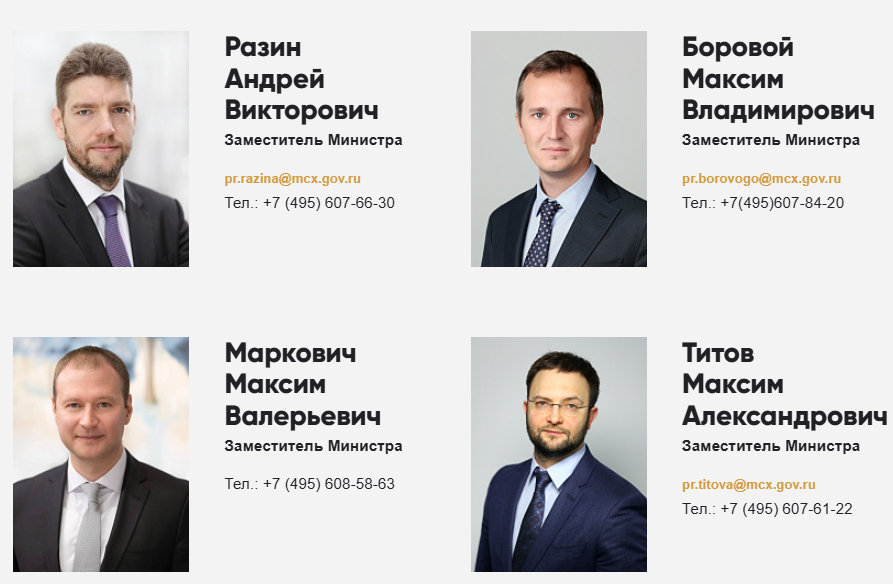 Разин
Андрей
Викторович
Заместитель Министра
pr.razina@mcx.gov.ru
Тел.: +7 (495) 607-66-30
Боровой
Максим
Владимирович
Заместитель Министра
pr.borovogo@mcx.gov.ru
Тел.: +7(495)607-84-20
Маркович
Максим
Валерьевич
Заместитель Министра
Тел.: +7 (495) 608-58-63
Титов
Максим
Александрович
Заместитель Министра
pr.titova@mcx.gov.ru
Тел.: +7 (495) 607-61-22